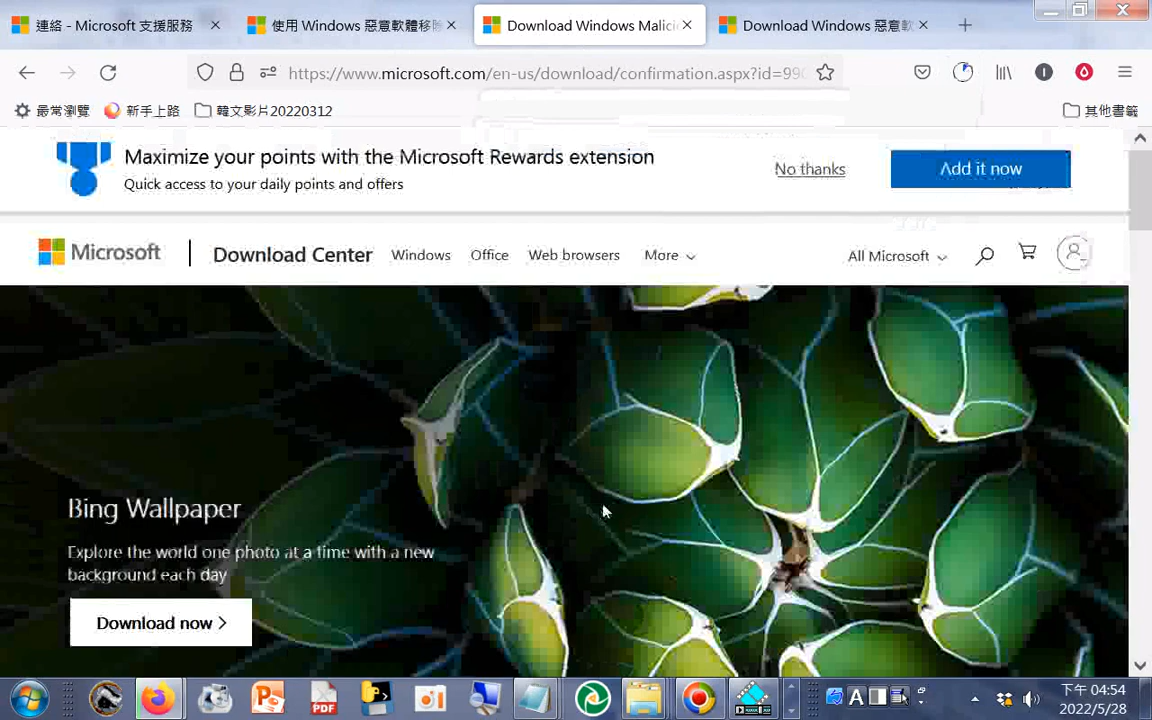 連絡 - Microsoft 支援服務
使用 Windows 惡意軟體移除
Download Windows Malici
Download Windows 惡意軟
https://www.microsoft.com/en-us/download/confirmation.aspx?id=990
最常瀏覽
新手上路
韓文影片20220312
其他書籤
Maximize your points with the Microsoft Rewards extension
Quick access to your daily points and offers
No thanks
Add it now
Microsoft
Download Center
Windows
Office
Web browsers
More
All Microsoft
Bing Wallpaper
Explore the world one photo at a time with a new
background each day
Download now
PDF
A
下午 04:54
2022/5/28